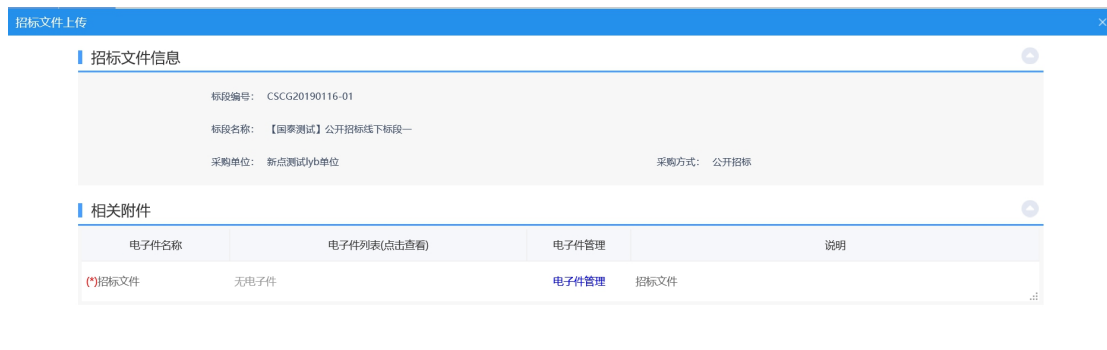 招标文件上传
招标文件信息
标段编号： CSCG20190116-01
标段名称： 【国泰测试】公开招标线下标段一
采购单位： 新点测试lyb单位 采购方式： 公开招标
相关附件
电子件名称 电子件列表(点击查看) 电子件管理 说明
(*)招标文件 无电子件 电子件管理 招标文件